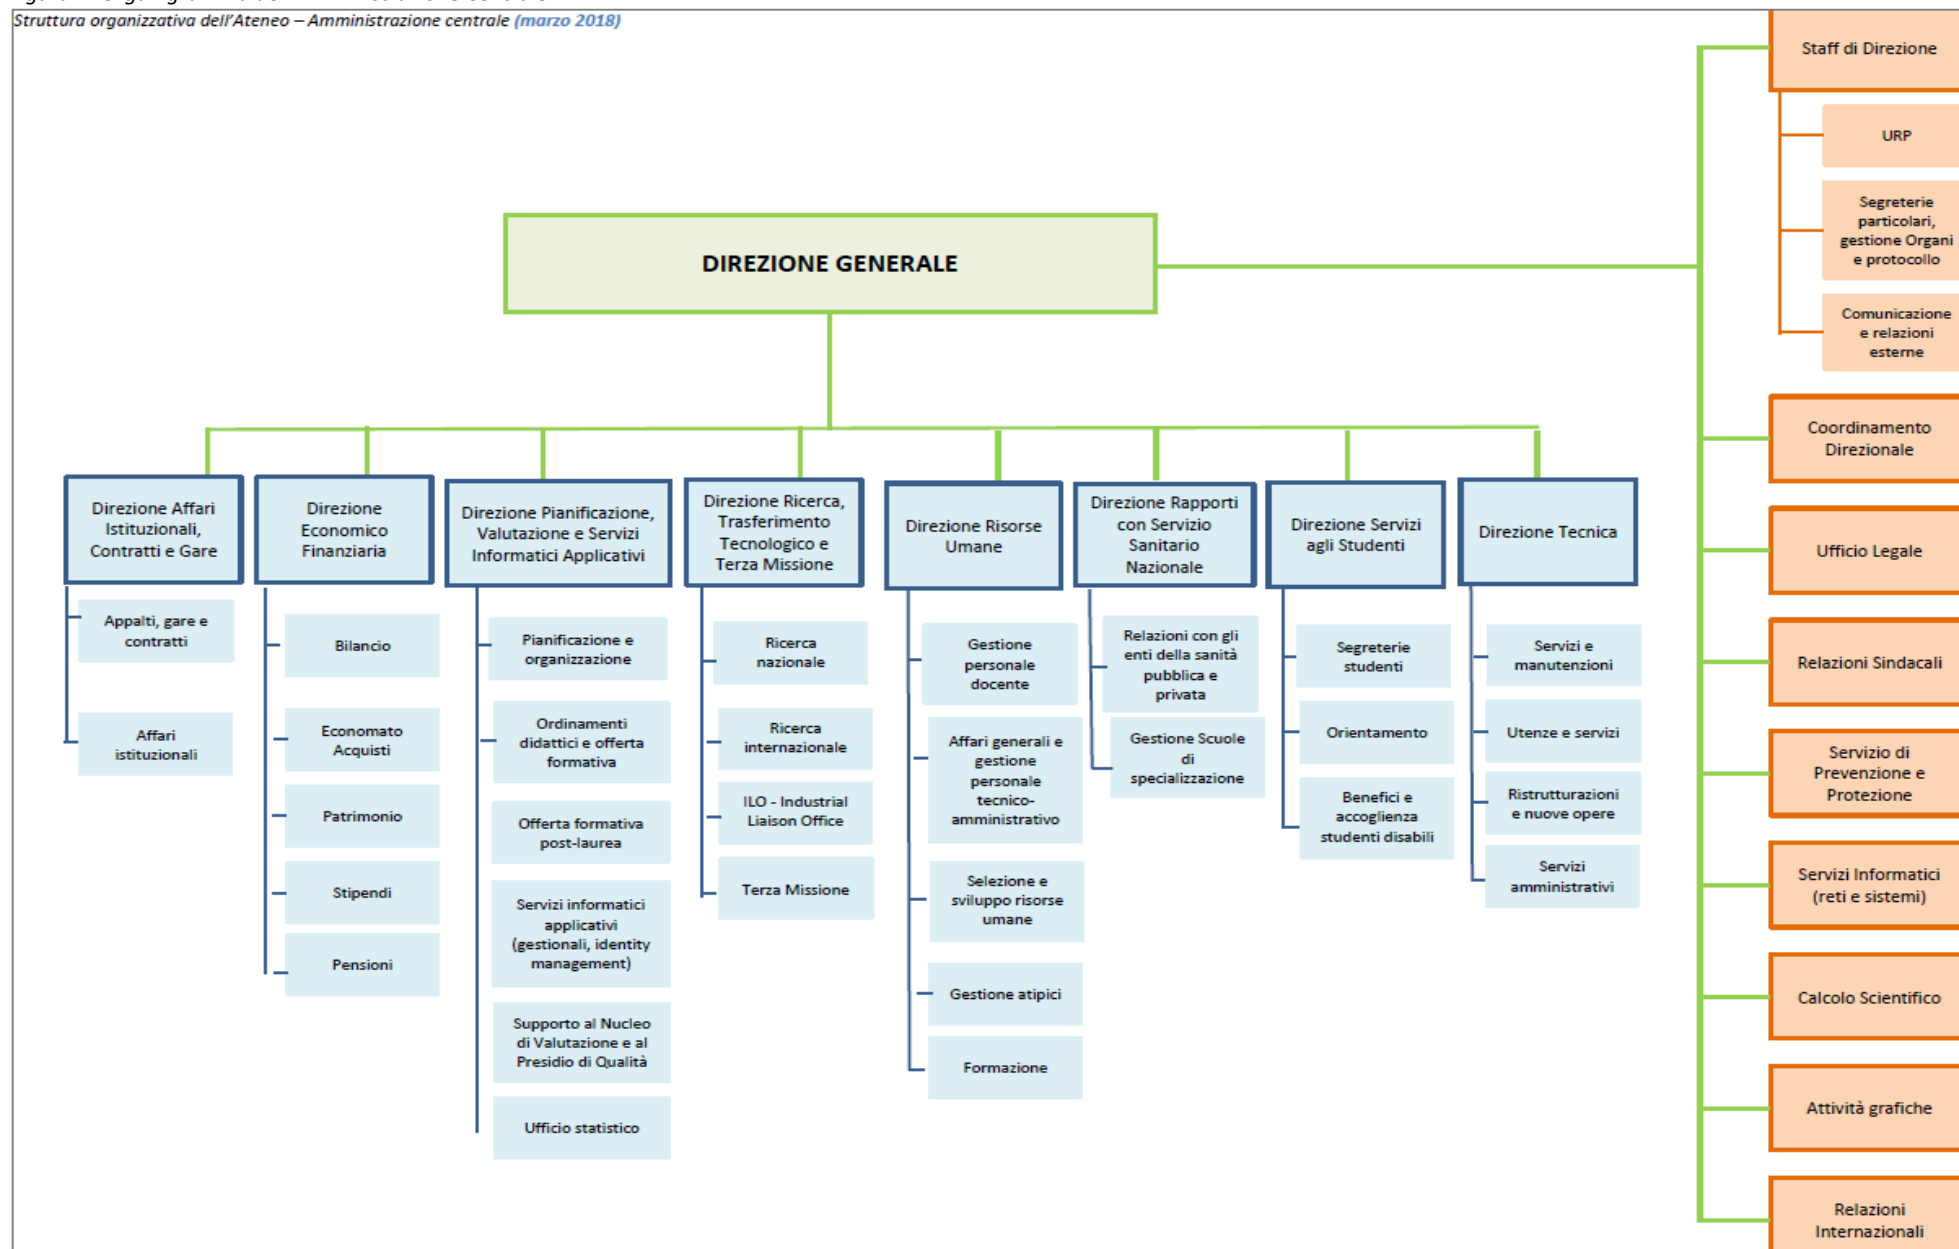 Struttura organizzativa dell'Ateneo – Amministrazione centrale (marzo 2018)
DIREZIONE GENERALE
Direzione Affari
Istituzionali,
Contratti e Gare
Appalti, gare e
contratti
Affari
istituzionali
Direzione
Economico
Finanziaria
Bilancio
Economato
Acquisti
Patrimonio
Stipendi
Pensioni
Direzione Pianificazione,
Valutazione e Servizi
Informatici Applicativi
Pianificazione e
organizzazione
Ordinamenti
didattici e offerta
formativa
Offerta formativa
post-laurea
Servizi informatici
applicativi
(gestionali, identity
management)
Supporto al Nucleo
di Valutazione e al
Presidio di Qualità
Ufficio statistico
Direzione Ricerca,
Trasferimento
Tecnologico e
Terza Missione
Ricerca
nazionale
Ricerca
internazionale
ILO - Industrial
Liaison Office
Terza Missione
Direzione Risorse
Umane
Gestione
personale
docente
Affari generali e
gestione
personale
tecnico-
amministrativo
Selezione e
sviluppo risorse
umane
Gestione atipici
Formazione
Direzione Rapporti
con Servizio
Sanitario
Nazionale
Relazioni con gli
enti della sanità
pubblica e
privata
Gestione Scuole
di
specializzazione
Direzione Servizi
agli Studenti
Segreterie
studenti
Orientamento
Benefici e
accoglienza
studenti disabili
Direzione Tecnica
Servizi e
manutenzioni
Utenze e servizi
Ristrutturazioni
e nuove opere
Servizi
amministrativi
Staff di Direzione
URP
Segreterie
particolari,
gestione Organi
e protocollo
Comunicazione
e relazioni
esterne
Coordinamento
Direzionale
Ufficio Legale
Relazioni Sindacali
Servizio di
Prevenzione e
Protezione
Servizi Informatici
(reti e sistemi)
Calcolo Scientifico
Attività grafiche
Relazioni
Internazionali